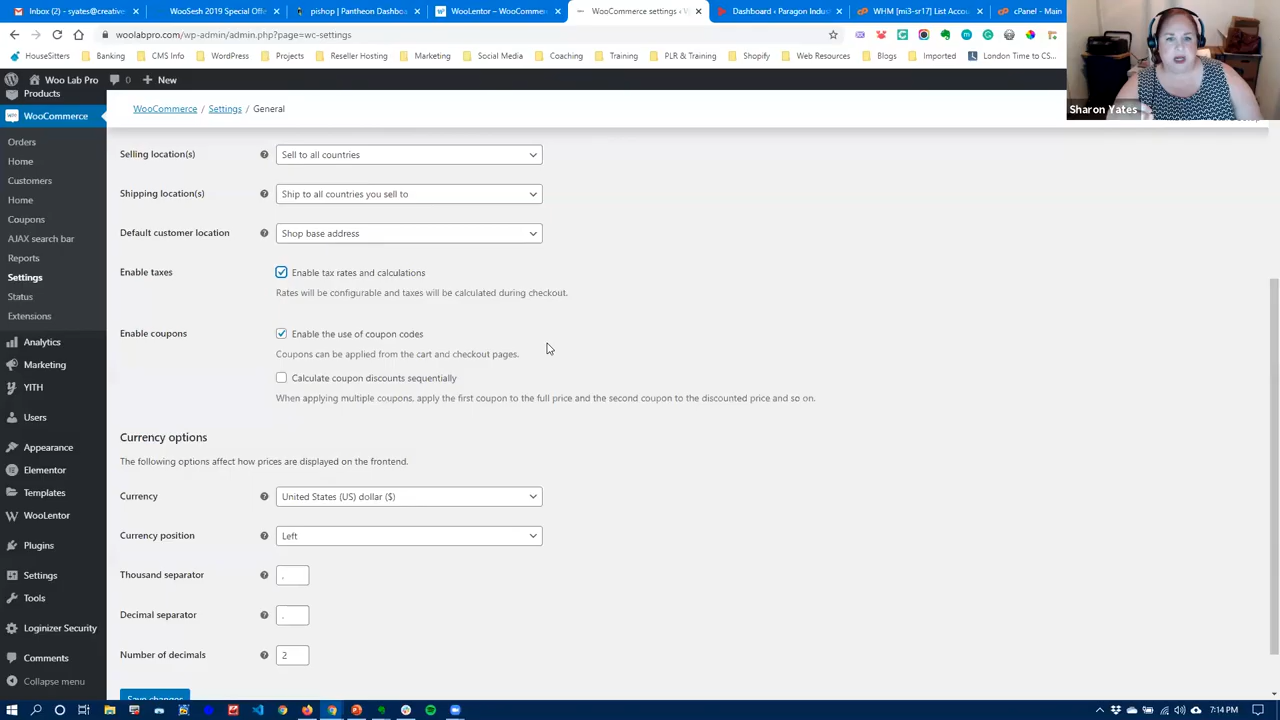 Inbox (2) – syates@creative
WooSesh 2019 Special Offer
pishop | Pantheon Dashboa
WooLentor – WooCommerce
WooCommerce settings ‹
Dashboard ‹ Paragon Indust
WHM [mi3-sr17] List Accou
cPanel - Main
woolabpro.com/wp-admin/admin.php?page=wc-settings
HouseSitters
Banking
CMS Info
WordPress
Projects
Reseller Hosting
Marketing
Social Media
Coaching
Training
PLR & Training
Shopify
Web Resources
Blogs
Imported
London Time to CS...
Sharon Yates
Woo Lab Pro
0
New
Products
WooCommerce
Orders
Home
Customers
Home
Coupons
AJAX search bar
Reports
Settings
Status
Extensions
Analytics
Marketing
YITH
Users
Appearance
Elementor
Templates
WooLentor
Plugins
Settings
Tools
Loginizer Security
Comments
Collapse menu
WooCommerce / Settings / General
Selling location(s)
Sell to all countries
Shipping location(s)
Ship to all countries you sell to
Default customer location
Shop base address
Enable taxes
Enable tax rates and calculations
Rates will be configurable and taxes will be calculated during checkout.
Enable coupons
Enable the use of coupon codes
Coupons can be applied from the cart and checkout pages.
Calculate coupon discounts sequentially
When applying multiple coupons, apply the first coupon to the full price and the second coupon to the discounted price and so on.
Currency options
The following options affect how prices are displayed on the frontend.
Currency
United States (US) dollar ($)
Currency position
Left
Thousand separator
,
Decimal separator
.
Number of decimals
2
Save changes
7:14 PM